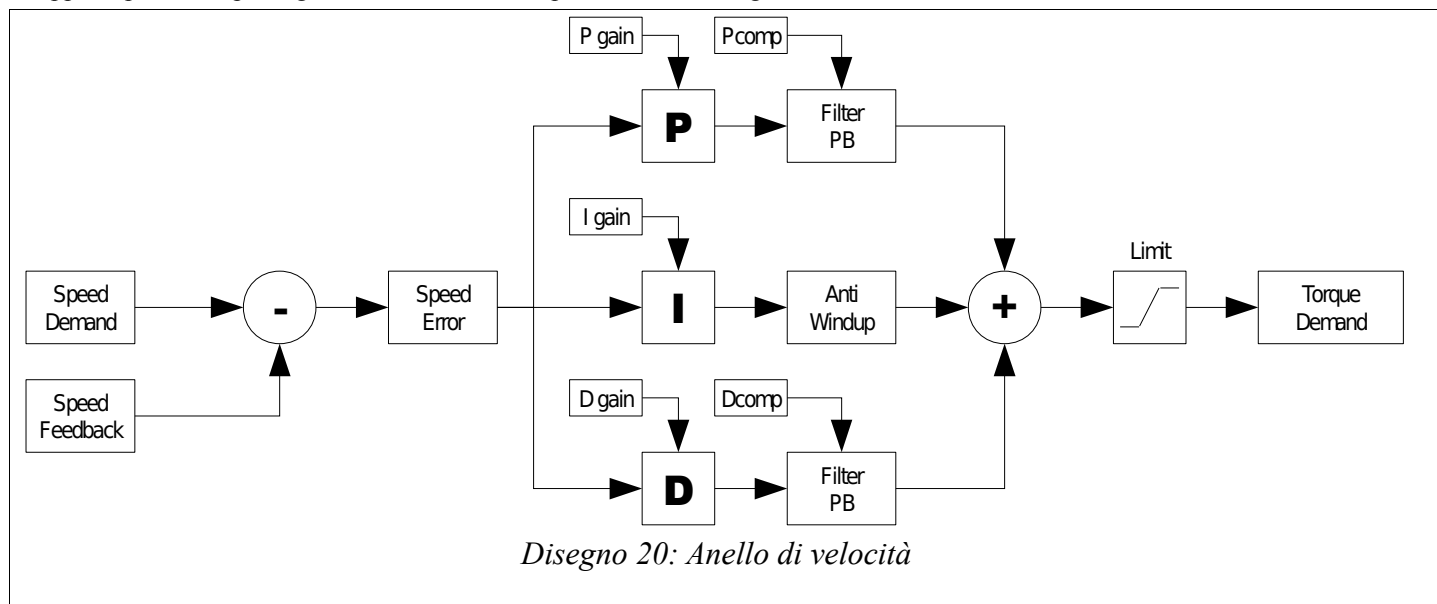 P gain
Pcomp
P
Filter
PB
I gain
Limit
Speed
Demand
-
Speed
Error
I
Anti
Windup
+
Torque
Demand
Speed
Feedback
D gain
Dcomp
D
Filter
PB
Disegno 20: Anello di velocità